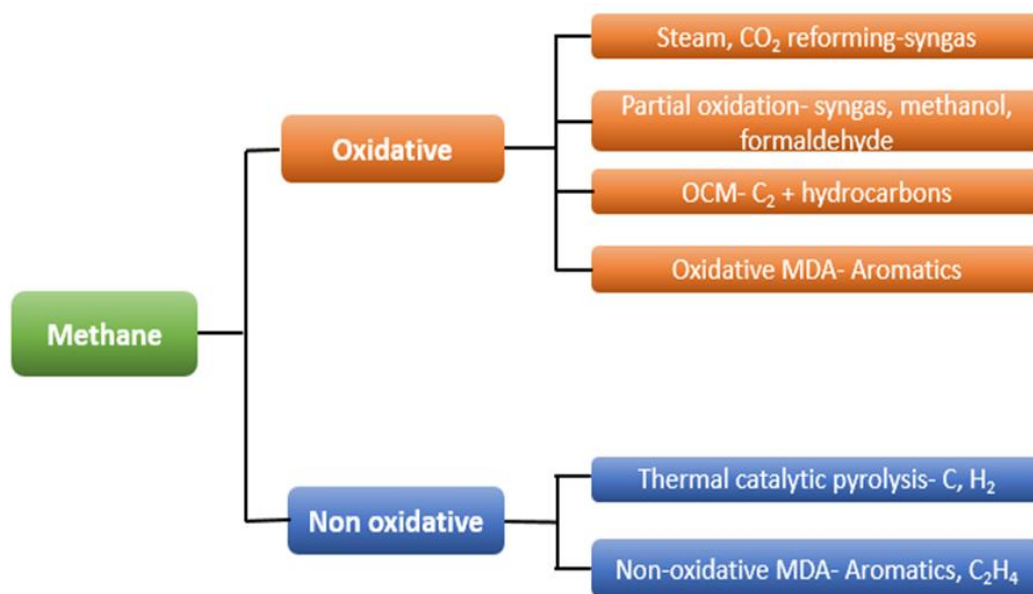 Steam, CO₂ reforming-syngas
Partial oxidation- syngas, methanol,
formaldehyde
Oxidative
OCM- C₂ + hydrocarbons
Oxidative MDA- Aromatics
Methane
Thermal catalytic pyrolysis- C, H₂
Non oxidative
Non-oxidative MDA- Aromatics, C₂H₄